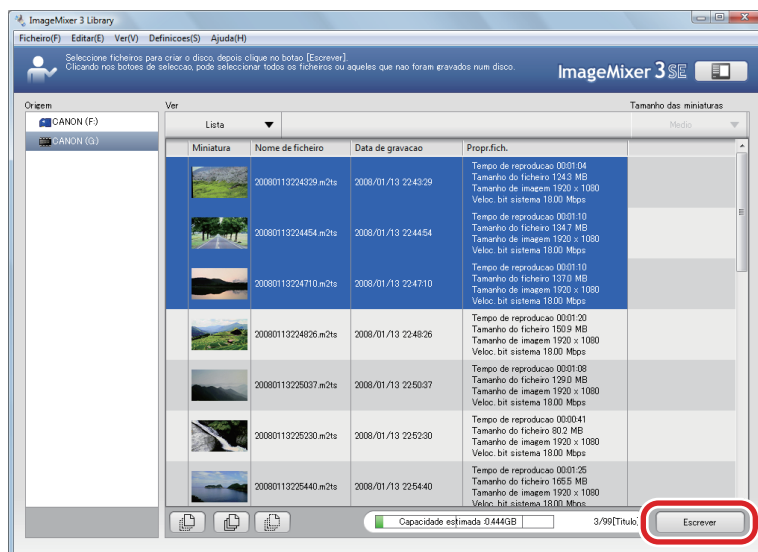 ImageMixer 3 Library
Ficheiro(F) Editar(E) Ver(V) Definicoes(S) Ajuda(H)
Seleccione ficheiros para criar o disco, depois clique no botao [Escrever].
Clicando nos botoes de seleccao, pode seleccionar todos os ficheiros ou aqueles que nao foram gravados num disco.
ImageMixer 3 SE
Origem Ver Tamanho das miniaturas
CANON (F:) Lista Medio
CANON (G:)
Miniatura Nome de ficheiro Data de gravacao Propr.fich.
Tempo de reproducao 00:01:04
Tamanho do ficheiro 124.3 MB
20080113224329.m2ts 2008/01/13 22:43:29
Tamanho de imagem 1920 x 1080
Veloc. bit sistema 18.00 Mbps
Tempo de reproducao 00:01:10
Tamanho do ficheiro 134.7 MB
20080113224454.m2ts 2008/01/13 22:44:54
Tamanho de imagem 1920 x 1080
Veloc. bit sistema 18.00 Mbps
Tempo de reproducao 00:01:10
Tamanho do ficheiro 137.0 MB
20080113224710.m2ts 2008/01/13 22:47:10
Tamanho de imagem 1920 x 1080
Veloc. bit sistema 18.00 Mbps
Tempo de reproducao 00:01:20
Tamanho do ficheiro 150.9 MB
20080113224826.m2ts 2008/01/13 22:48:26
Tamanho de imagem 1920 x 1080
Veloc. bit sistema 18.00 Mbps
Tempo de reproducao 00:01:08
Tamanho do ficheiro 129.0 MB
20080113225037.m2ts 2008/01/13 22:50:37
Tamanho de imagem 1920 x 1080
Veloc. bit sistema 18.00 Mbps
Tempo de reproducao 00:00:41
Tamanho do ficheiro 80.2 MB
20080113225230.m2ts 2008/01/13 22:52:30
Tamanho de imagem 1920 x 1080
Veloc. bit sistema 18.00 Mbps
Tempo de reproducao 00:01:25
Tamanho do ficheiro 165.5 MB
20080113225440.m2ts 2008/01/13 22:54:40
Tamanho de imagem 1920 x 1080
Veloc. bit sistema 18.00 Mbps
Capacidade estimada :0.444GB 3/99[Titulo] Escrever